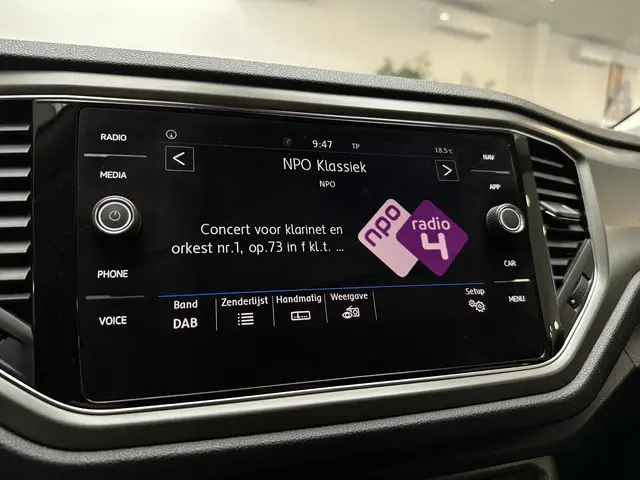 RADIO
MEDIA
PHONE
VOICE
9:47
TP
18.5°C
NPO Klassiek
NPO
Concert voor klarinet en
orkest nr.1, op.73 in f kl.t. ...
npo
radio
4
Band
DAB
Zenderlijst
Handmatig
Weergave
Setup
NAV
APP
CAR
MENU